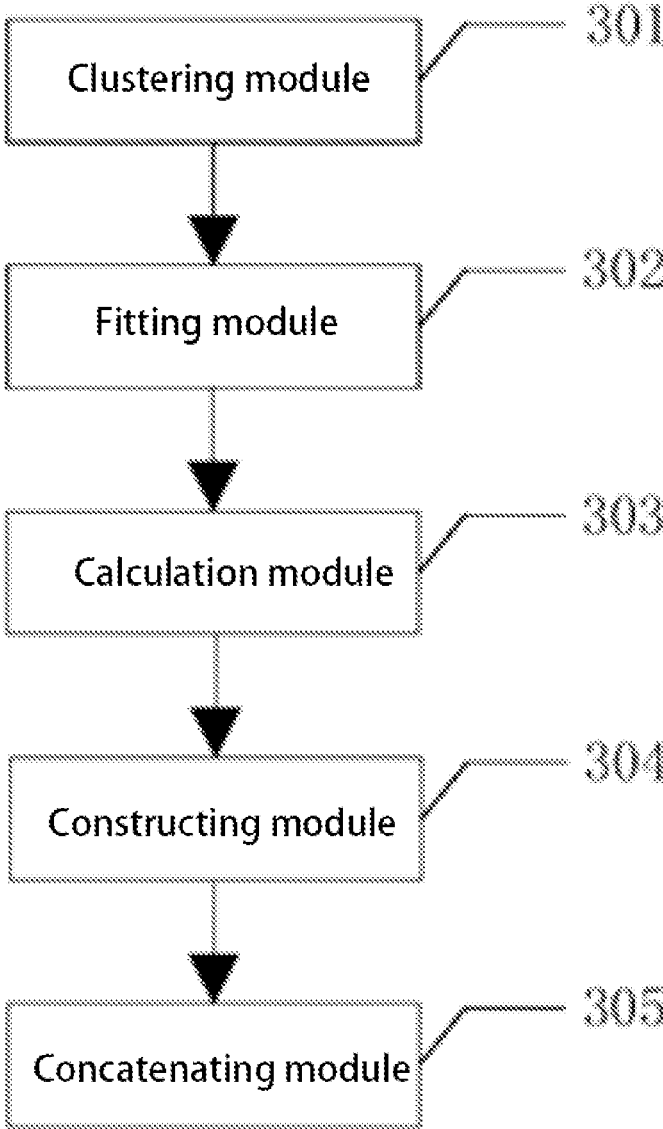 301
Clustering module
302
Fitting module
303
Calculation module
304
Constructing module
305
Concatenating module